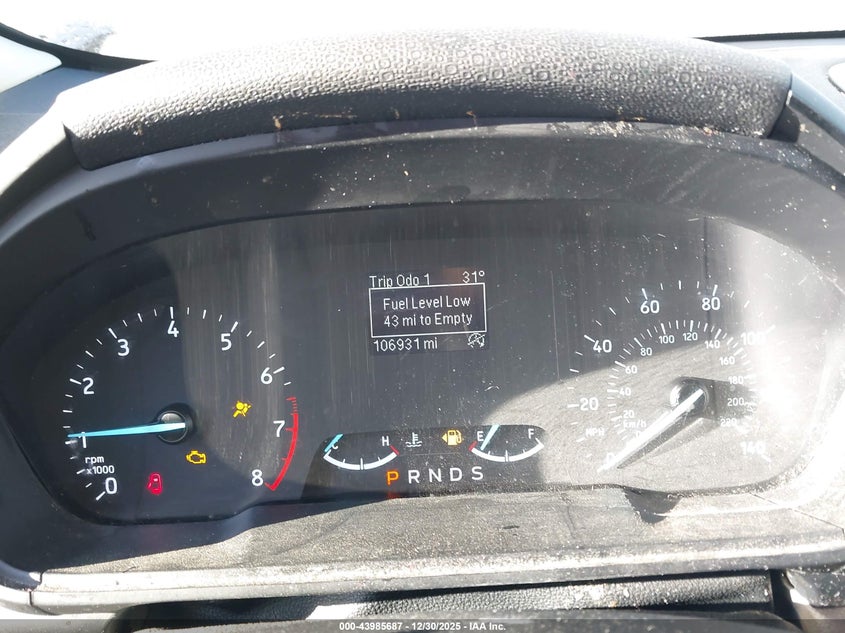 Trip Odo 1 31°
Fuel Level Low
43 mi to Empty
106931 mi
0 1 2 3 4 5 6 7 8
rpm
x1000
C H
E F
P R N D S
0 20 40 60 80 100 140
MPH
20 40 60 80 100 120 140 160 180 200 220
km/h
000-43985687 - 12/30/2025 - IAA Inc.